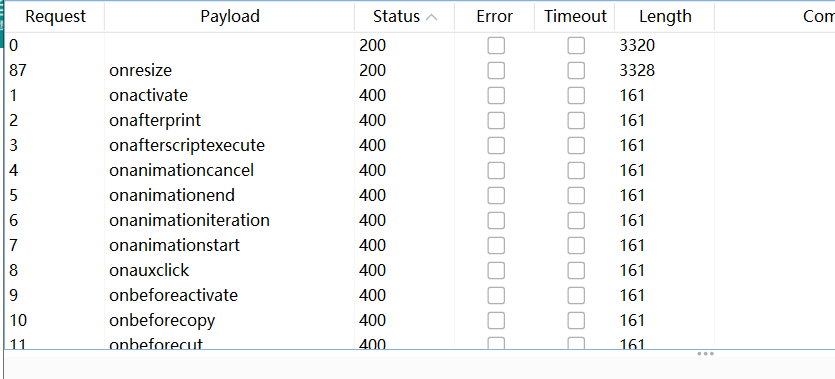 Request Payload Status Error Timeout Length Com
0 200 3320
87 onresize 200 3328
1 onactivate 400 161
2 onafterprint 400 161
3 onafterscriptexecute 400 161
4 onanimationcancel 400 161
5 onanimationend 400 161
6 onanimationiteration 400 161
7 onanimationstart 400 161
8 onauxclick 400 161
9 onbeforeactivate 400 161
10 onbeforecopy 400 161
11 onbeforecut 400 161